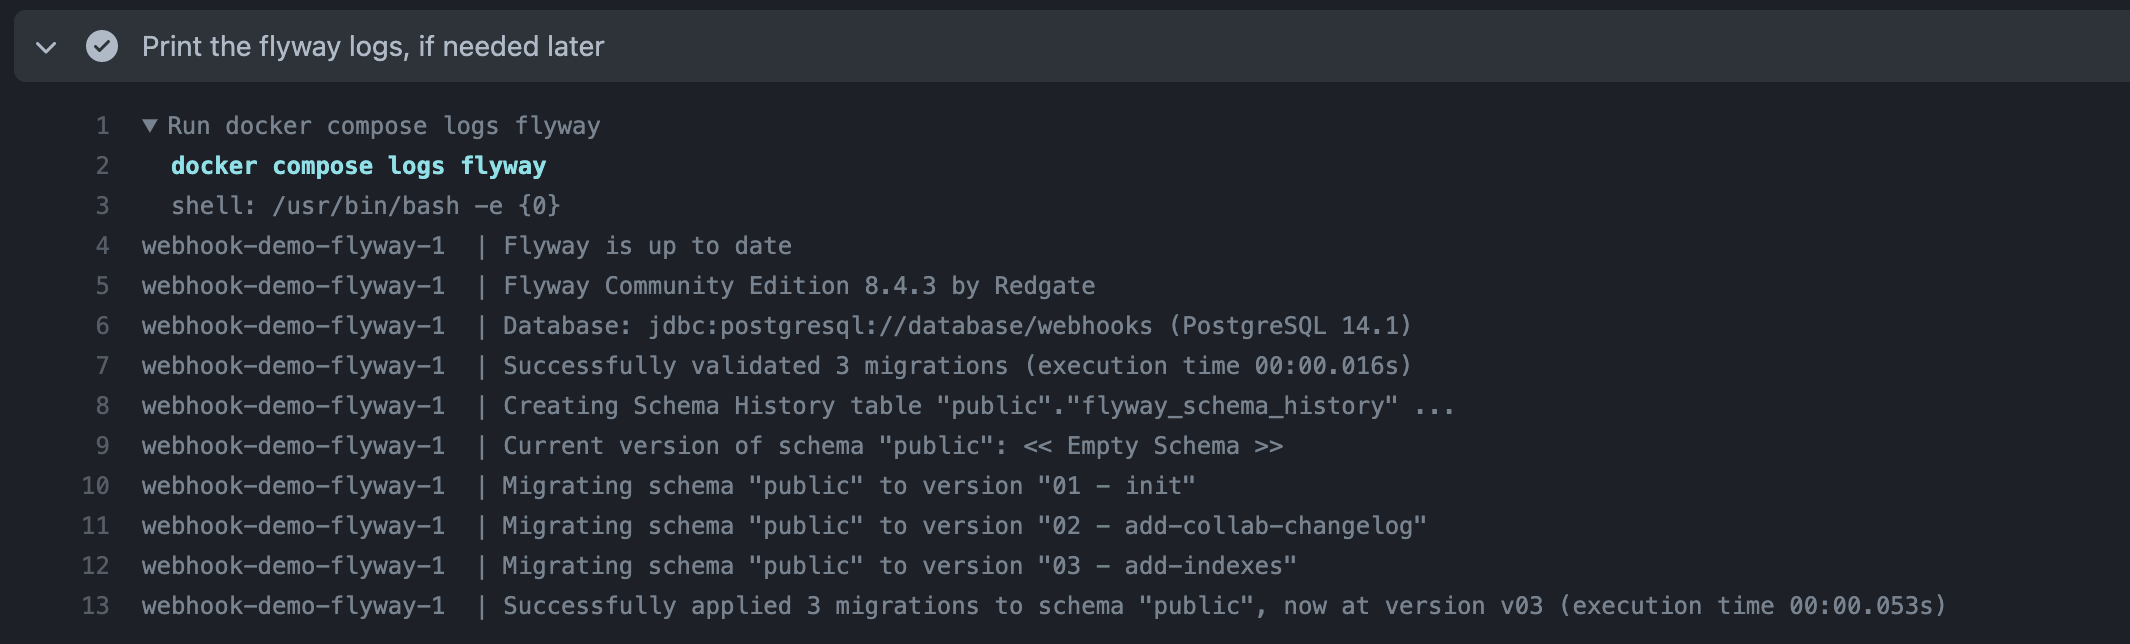 Print the flyway logs, if needed later
1 ▼ Run docker compose logs flyway
2 docker compose logs flyway
3 shell: /usr/bin/bash -e {0}
4 webhook-demo-flyway-1  | Flyway is up to date
5 webhook-demo-flyway-1  | Flyway Community Edition 8.4.3 by Redgate
6 webhook-demo-flyway-1  | Database: jdbc:postgresql://database/webhooks (PostgreSQL 14.1)
7 webhook-demo-flyway-1  | Successfully validated 3 migrations (execution time 00:00.016s)
8 webhook-demo-flyway-1  | Creating Schema History table "public"."flyway_schema_history" ...
9 webhook-demo-flyway-1  | Current version of schema "public": << Empty Schema >>
10 webhook-demo-flyway-1  | Migrating schema "public" to version "01 - init"
11 webhook-demo-flyway-1  | Migrating schema "public" to version "02 - add-collab-changelog"
12 webhook-demo-flyway-1  | Migrating schema "public" to version "03 - add-indexes"
13 webhook-demo-flyway-1  | Successfully applied 3 migrations to schema "public", now at version v03 (execution time 00:00.053s)